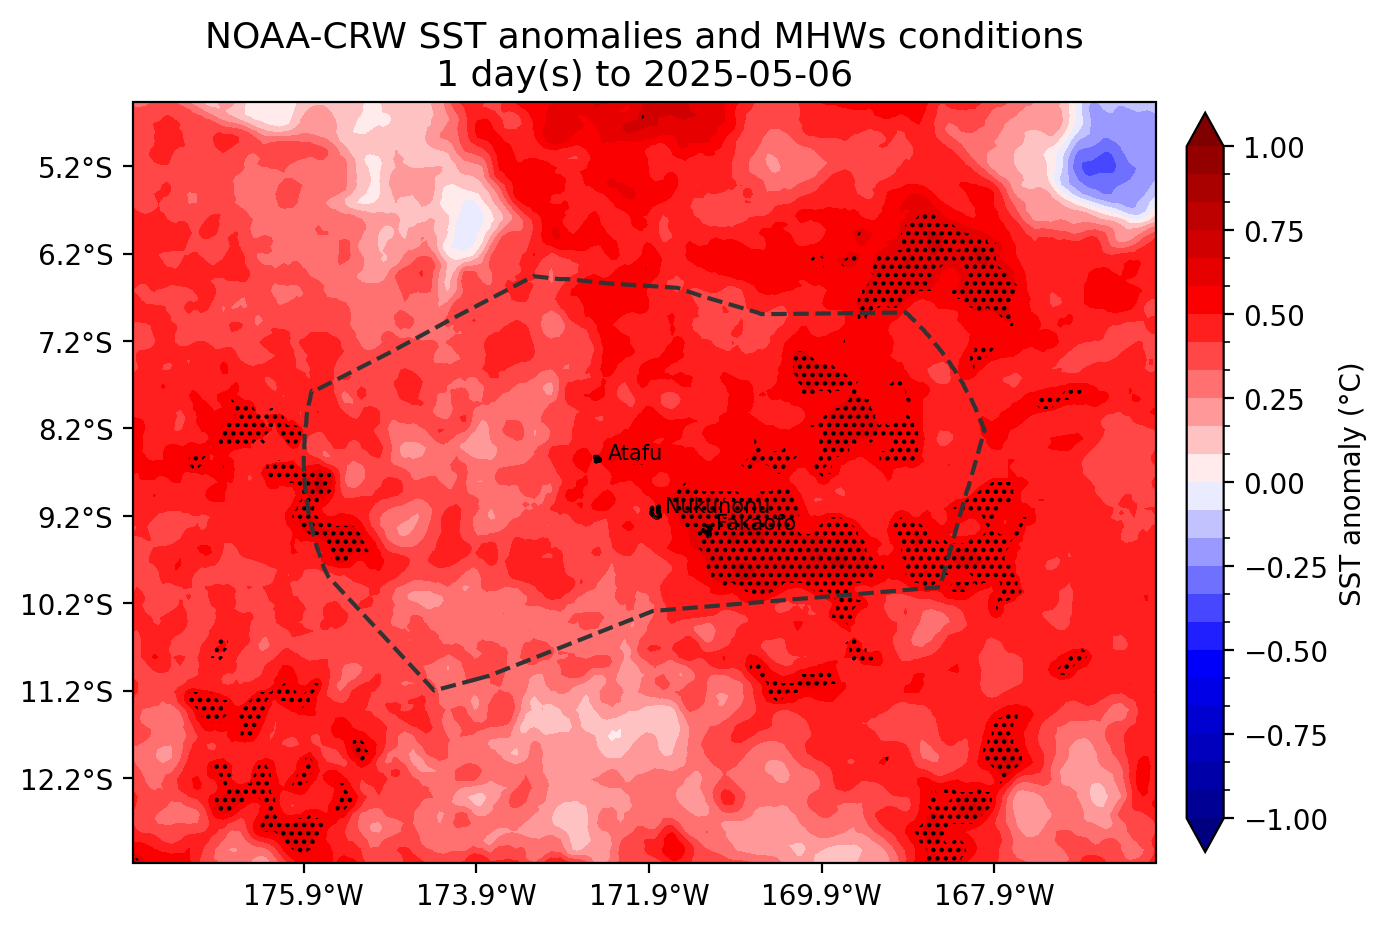 NOAA-CRW SST anomalies and MHWs conditions
1 day(s) to 2025-05-06
5.2°S
6.2°S
7.2°S
8.2°S
9.2°S
10.2°S
11.2°S
12.2°S
Atafu
Nukunonu
Fakaofo
175.9°W
173.9°W
171.9°W
169.9°W
167.9°W
1.00
0.75
0.50
0.25
0.00
−0.25
−0.50
−0.75
−1.00
SST anomaly (°C)